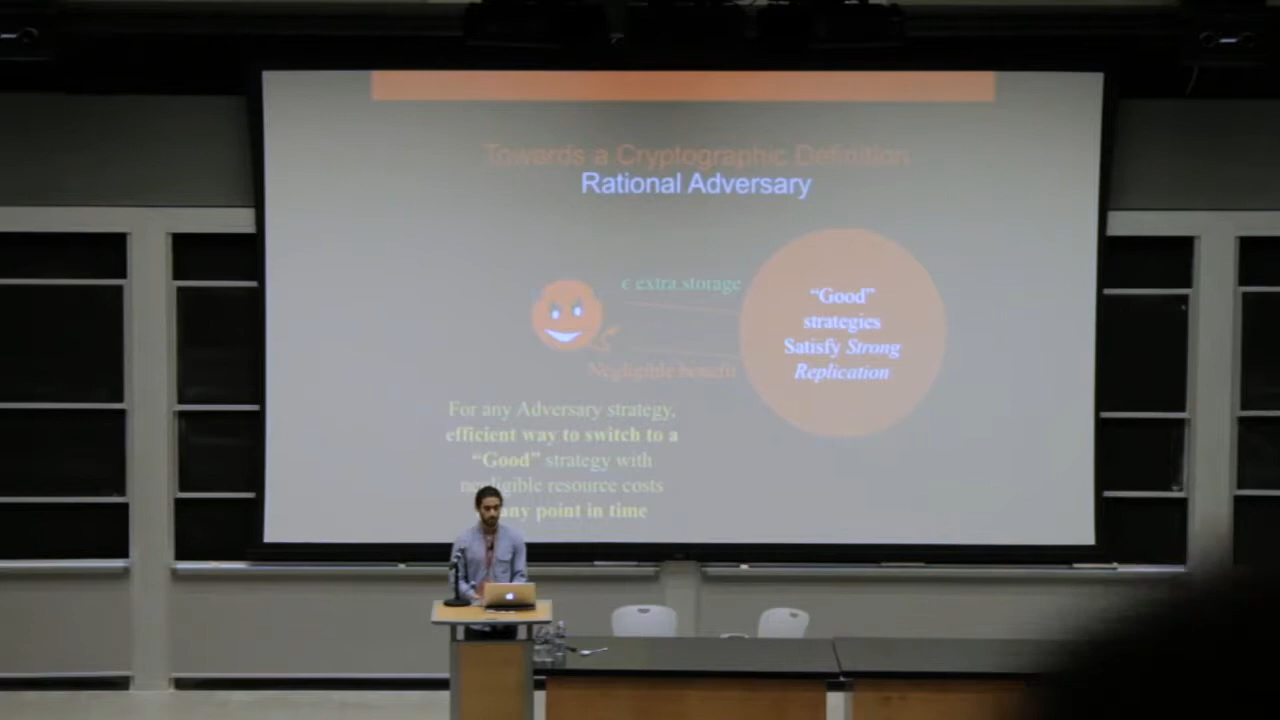 Towards a Cryptographic Definition
Rational Adversary
ϵ extra storage
Negligible benefit
"Good"
strategies
Satisfy Strong
Replication
For any Adversary strategy,
efficient way to switch to a
"Good" strategy with
negligible resource costs
any point in time